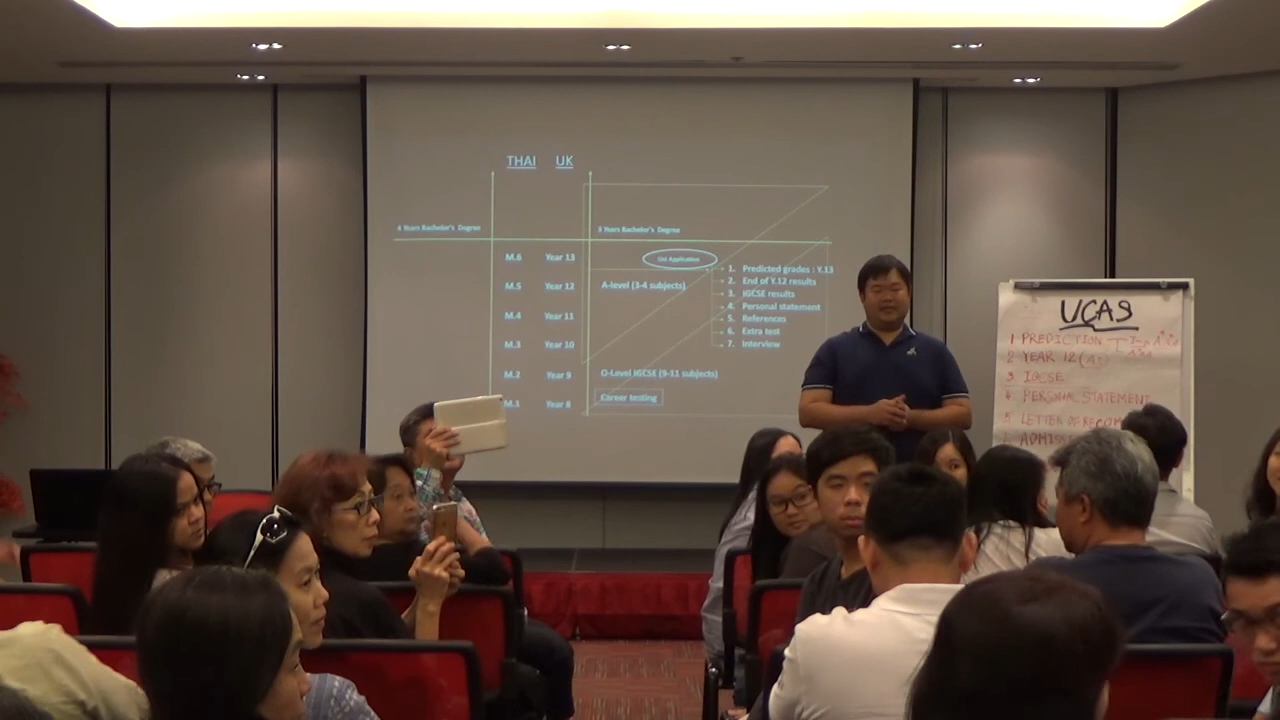 THAI UK
4 Years Bachelor's Degree 3 Years Bachelor's Degree
M.6 Year 13 Uni Application
1. Predicted grades : Y.13
2. End of Y.12 results
M.5 Year 12 A-level (3-4 subjects)
3. IGCSE results
4. Personal statement
M.4 Year 11
5. References
6. Extra test
M.3 Year 10
7. Interview
M.2 Year 9 O-Level IGCSE (9-11 subjects)
M.1 Year 8 Career testing
UCAS
1 PREDICTION
2 YEAR 12
3 IGCSE
4 PERSONAL STATEMENT
5 LETTER OF RECOM